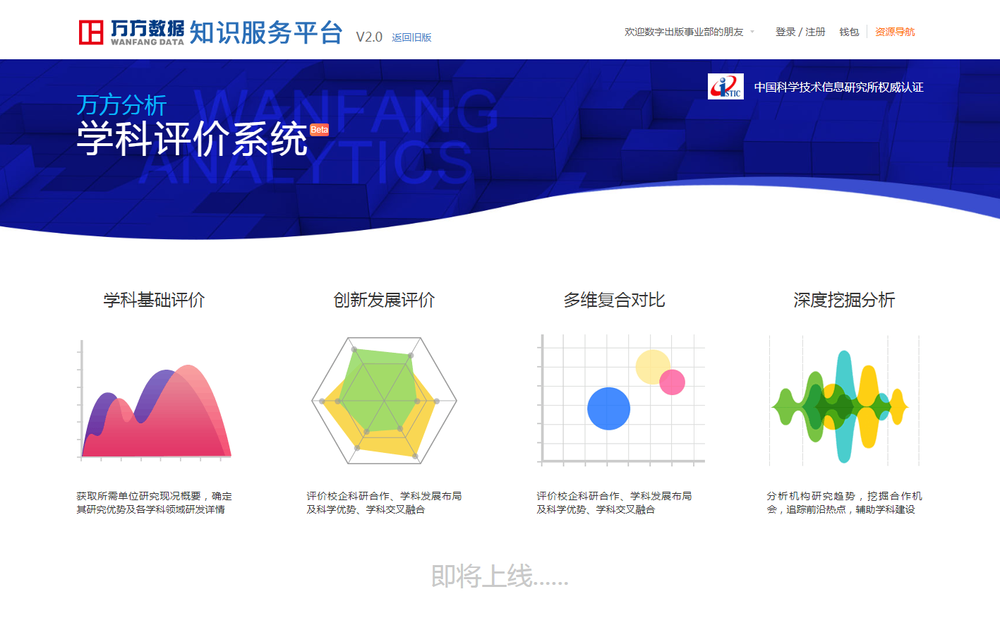 万方数据
WANFANG DATA
知识服务平台
V2.0 返回旧版
欢迎数字出版事业部的朋友 登录 / 注册 钱包 资源导航
ISTIC 中国科学技术信息研究所权威认证
WANFANG
ANALYTICS
万方分析
学科评价系统 Beta
学科基础评价
获取所需单位研究现况概要，确定
其研究优势及各学科领域研发详情
创新发展评价
评价校企科研合作、学科发展布局
及科学优势、学科交叉融合
多维复合对比
评价校企科研合作、学科发展布局
及科学优势、学科交叉融合
深度挖掘分析
分析机构研究趋势，挖掘合作机
会，追踪前沿热点，辅助学科建设
即将上线......